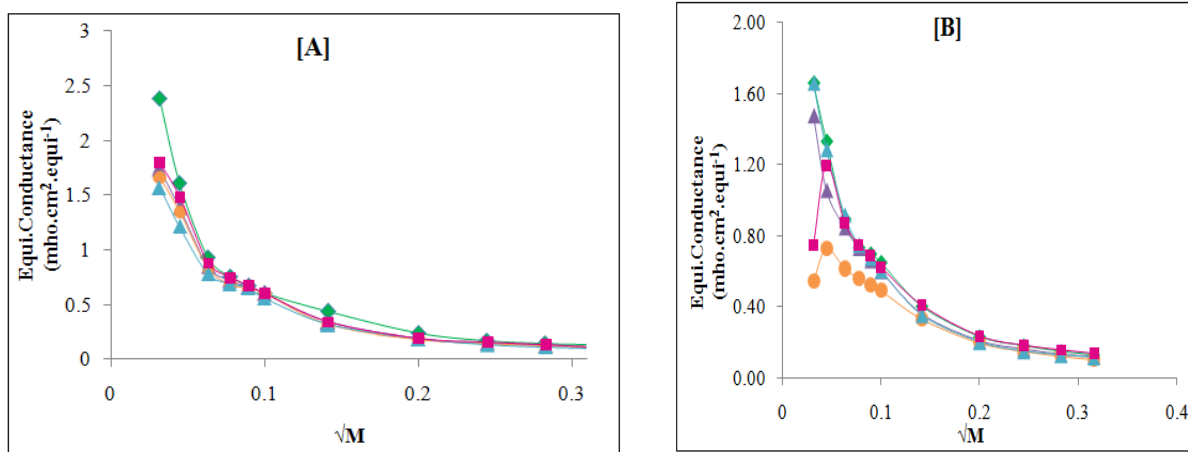 [A]
3
2.5
2
1.5
1
0.5
0
0
0.1
0.2
0.3
Equi.Conductance
(mho.cm².equi⁻¹)
√M
[B]
2.00
1.60
1.20
0.80
0.40
0.00
0
0.1
0.2
0.3
0.4
Equi.Conductance
(mho.cm².equi⁻¹)
√M